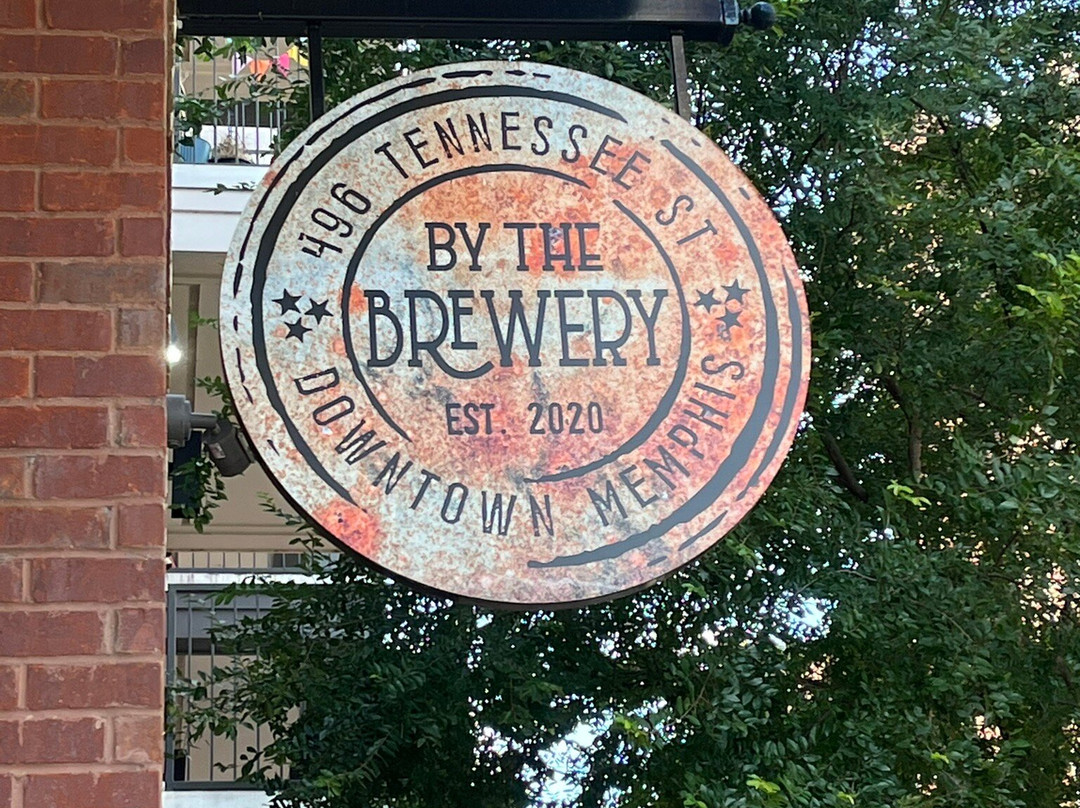 496 TENNESSEE ST
BY THE
BREWERY
EST. 2020
DOWNTOWN MEMPHIS